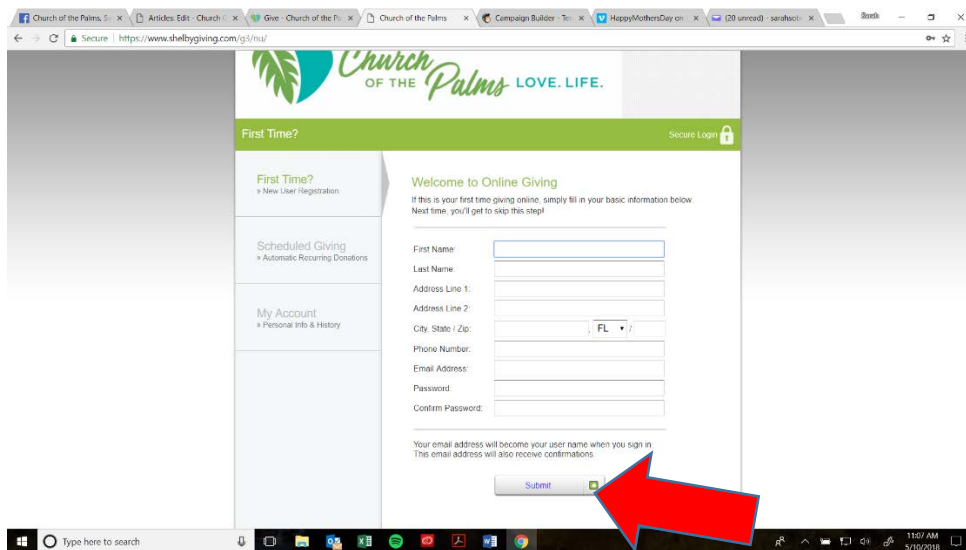 Church of the Palms, S
Articles: Edit - Church
Give - Church of the Pa
Church of the Palms
Campaign Builder - Te
HappyMothersDay on
(20 unread) - sarahsot
Sarah
Secure | https://www.shelbygiving.com/g3/nu/
Church
OF THE Palms LOVE. LIFE.
First Time?
Secure Login
First Time?
» New User Registration
Scheduled Giving
» Automatic Recurring Donations
My Account
» Personal Info & History
Welcome to Online Giving
If this is your first time giving online, simply fill in your basic information below.
Next time, you'll get to skip this step!
First Name:
Last Name:
Address Line 1:
Address Line 2:
City, State / Zip: , FL /
Phone Number:
Email Address:
Password:
Confirm Password:
Your email address will become your user name when you sign in.
This email address will also receive confirmations.
Submit
Type here to search
11:07 AM
5/10/2018